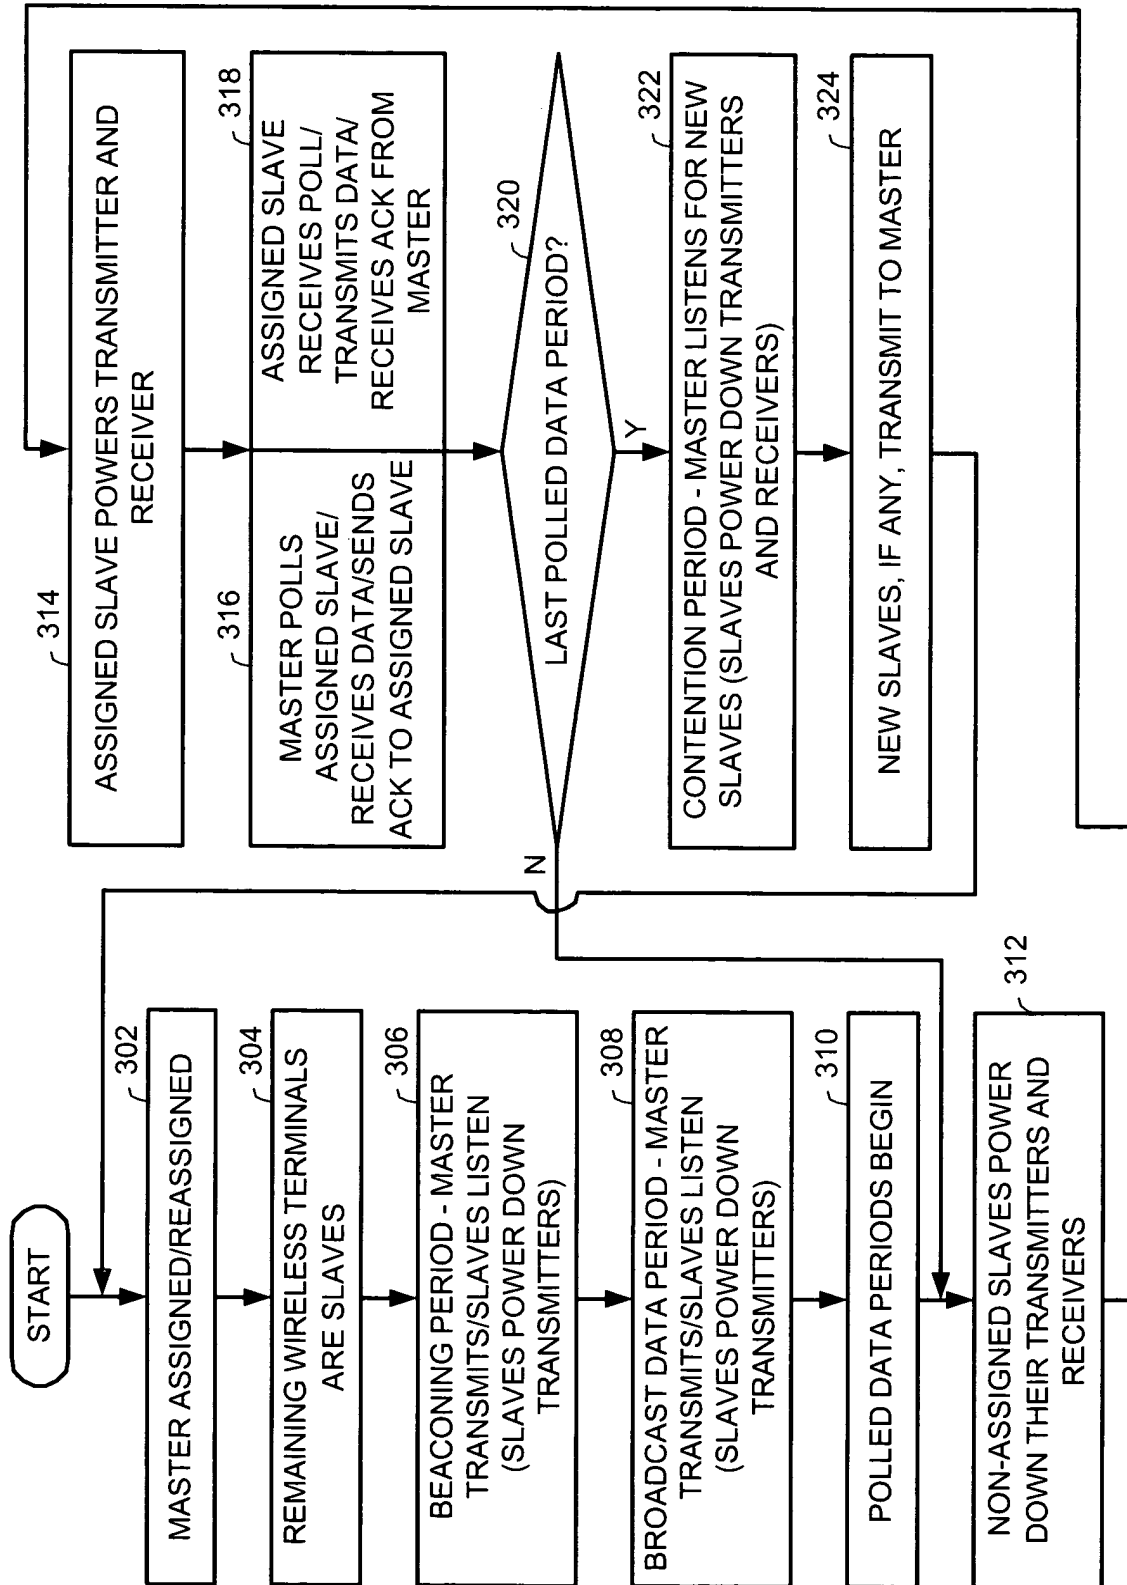 START
302
MASTER ASSIGNED/REASSIGNED
304
REMAINING WIRELESS TERMINALS
ARE SLAVES
306
BEACONING PERIOD - MASTER
TRANSMITS/SLAVES LISTEN
(SLAVES POWER DOWN
TRANSMITTERS)
308
BROADCAST DATA PERIOD - MASTER
TRANSMITS/SLAVES LISTEN
(SLAVES POWER DOWN
TRANSMITTERS)
310
POLLED DATA PERIODS BEGIN
312
NON-ASSIGNED SLAVES POWER
DOWN THEIR TRANSMITTERS AND
RECEIVERS
314
ASSIGNED SLAVE POWERS TRANSMITTER AND
RECEIVER
316
MASTER POLLS
ASSIGNED SLAVE/
RECEIVES DATA/SENDS
ACK TO ASSIGNED SLAVE
318
ASSIGNED SLAVE
RECEIVES POLL/
TRANSMITS DATA/
RECEIVES ACK FROM
MASTER
320
LAST POLLED DATA PERIOD?
N
Y
322
CONTENTION PERIOD - MASTER LISTENS FOR NEW
SLAVES (SLAVES POWER DOWN TRANSMITTERS
AND RECEIVERS)
324
NEW SLAVES, IF ANY, TRANSMIT TO MASTER